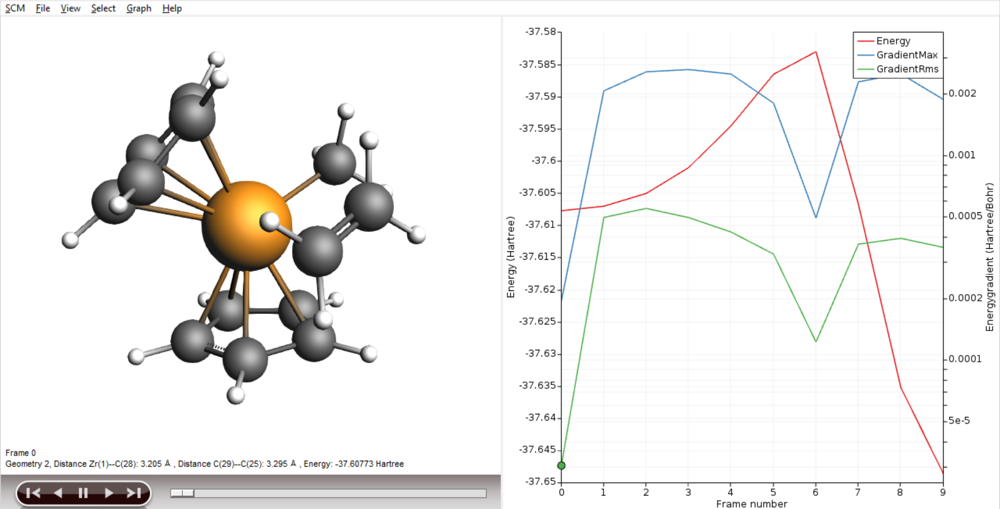 SCM File View Select Graph Help
Frame 0
Geometry 2, Distance Zr(1)--C(28): 3.205 Å , Distance C(29)--C(25): 3.295 Å , Energy: -37.60773 Hartree
Energy
GradientMax
GradientRms
-37.58
-37.585
-37.59
-37.595
-37.6
-37.605
-37.61
-37.615
-37.62
-37.625
-37.63
-37.635
-37.64
-37.645
-37.65
Energy (Hartree)
0 1 2 3 4 5 6 7 8 9
Frame number
0.002
0.001
0.0005
0.0002
0.0001
5e-5
Energygradient (Hartree/Bohr)